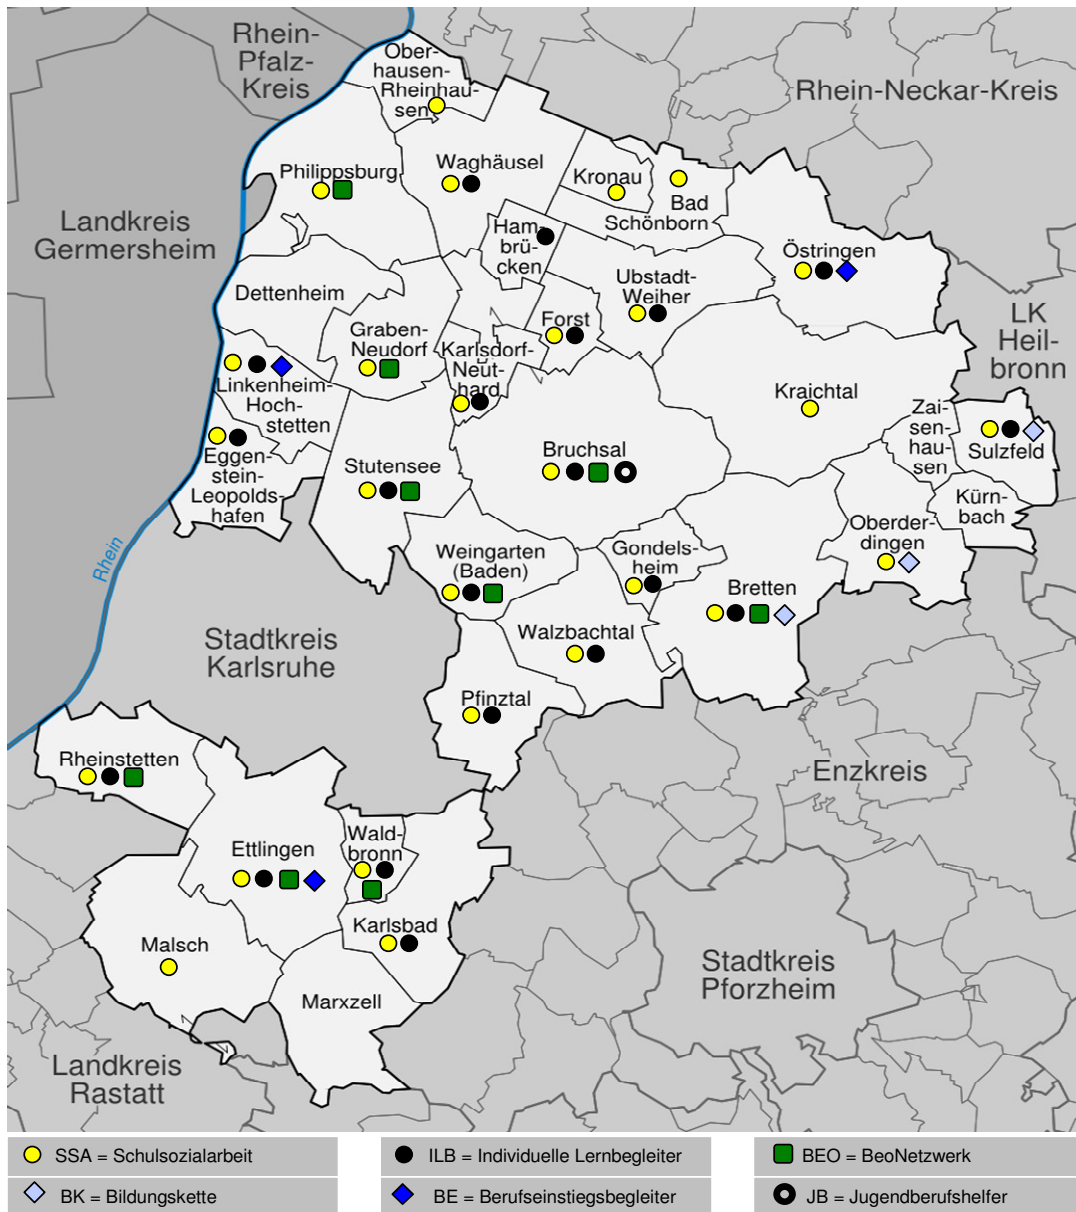 Rhein-
Pfalz-
Kreis
Ober-
hausen-
Rheinhau-
sen
Rhein-Neckar-Kreis
Philippsburg
Waghäusel
Kronau
Bad
Schönborn
Landkreis
Germersheim
Ham-
brü-
cken
Östringen
Ubstadt-
Weiher
Dettenheim
LK
Heil-
bronn
Graben-
Neudorf
Forst
Karlsdorf-
Neut-
hard
Linkenheim-
Hoch-
stetten
Kraichtal
Zai-
sen-
hau-
sen
Sulzfeld
Eggen-
stein-
Leopolds-
hafen
Stutensee
Bruchsal
Kürn-
bach
Oberder-
dingen
Rhein
Weingarten
(Baden)
Gondels-
heim
Bretten
Stadtkreis
Karlsruhe
Walzbachtal
Pfinztal
Rheinstetten
Enzkreis
Ettlingen
Wald-
bronn
Karlsbad
Malsch
Marxzell
Stadtkreis
Pforzheim
Landkreis
Rastatt
SSA = Schulsozialarbeit
ILB = Individuelle Lernbegleiter
BEO = BeoNetzwerk
BK = Bildungskette
BE = Berufseinstiegsbegleiter
JB = Jugendberufshelfer